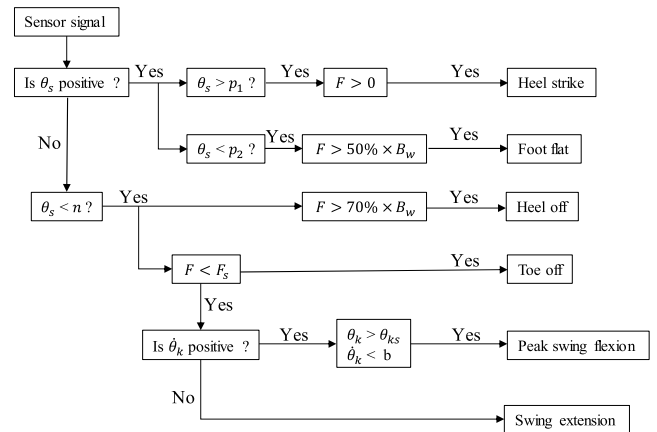 Sensor signal
Is θₛ positive ?
Yes
θₛ > p₁ ?
Yes
F > 0
Yes
Heel strike
No
θₛ < p₂ ?
Yes
F > 50% × B_w
Yes
Foot flat
θₛ < n ?
Yes
F > 70% × B_w
Yes
Heel off
F < Fₛ
Yes
Toe off
Yes
Is θ̇ₖ positive ?
Yes
θₖ > θₖₛ
θ̇ₖ < b
Yes
Peak swing flexion
No
Swing extension